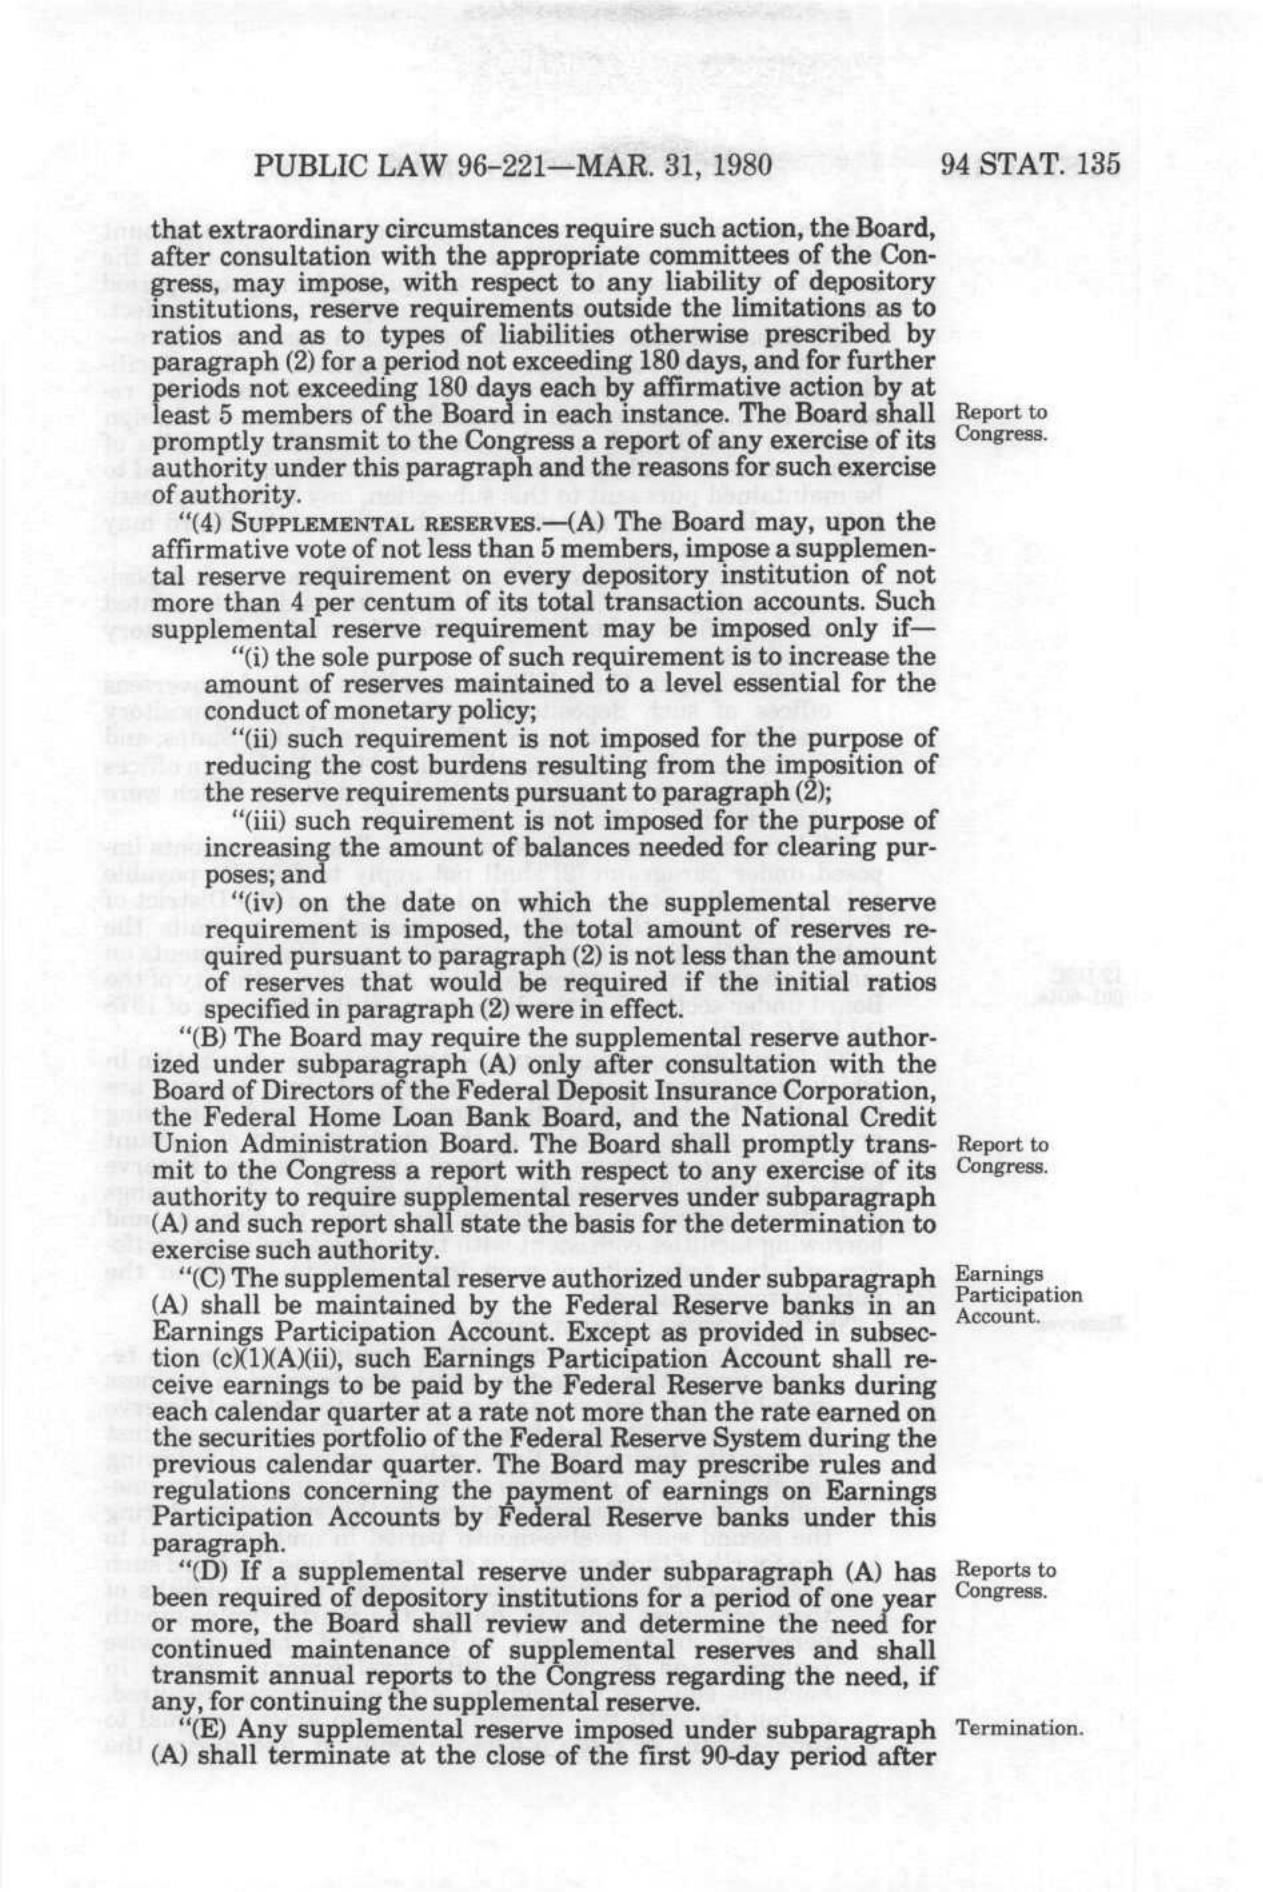 PUBLIC LAW 96-221—MAR. 31, 1980
94 STAT. 135
that extraordinary circumstances require such action, the Board,
after consultation with the appropriate committees of the Con-
gress, may impose, with respect to any liability of depository
institutions, reserve requirements outside the limitations as to
ratios and as to types of liabilities otherwise prescribed by
paragraph (2) for a period not exceeding 180 days, and for further
periods not exceeding 180 days each by affirmative action by at
least 5 members of the Board in each instance. The Board shall
promptly transmit to the Congress a report of any exercise of its
authority under this paragraph and the reasons for such exercise
of authority.
Report to
Congress.
"(4) SUPPLEMENTAL RESERVES.—(A) The Board may, upon the
affirmative vote of not less than 5 members, impose a supplemen-
tal reserve requirement on every depository institution of not
more than 4 per centum of its total transaction accounts. Such
supplemental reserve requirement may be imposed only if—
"(i) the sole purpose of such requirement is to increase the
amount of reserves maintained to a level essential for the
conduct of monetary policy;
"(ii) such requirement is not imposed for the purpose of
reducing the cost burdens resulting from the imposition of
the reserve requirements pursuant to paragraph (2);
"(iii) such requirement is not imposed for the purpose of
increasing the amount of balances needed for clearing pur-
poses; and
"(iv) on the date on which the supplemental reserve
requirement is imposed, the total amount of reserves re-
quired pursuant to paragraph (2) is not less than the amount
of reserves that would be required if the initial ratios
specified in paragraph (2) were in effect.
"(B) The Board may require the supplemental reserve author-
ized under subparagraph (A) only after consultation with the
Board of Directors of the Federal Deposit Insurance Corporation,
the Federal Home Loan Bank Board, and the National Credit
Union Administration Board. The Board shall promptly trans-
mit to the Congress a report with respect to any exercise of its
authority to require supplemental reserves under subparagraph
(A) and such report shall state the basis for the determination to
exercise such authority.
Report to
Congress.
"(C) The supplemental reserve authorized under subparagraph
(A) shall be maintained by the Federal Reserve banks in an
Earnings Participation Account. Except as provided in subsec-
tion (c)(1)(A)(ii), such Earnings Participation Account shall re-
ceive earnings to be paid by the Federal Reserve banks during
each calendar quarter at a rate not more than the rate earned on
the securities portfolio of the Federal Reserve System during the
previous calendar quarter. The Board may prescribe rules and
regulations concerning the payment of earnings on Earnings
Participation Accounts by Federal Reserve banks under this
paragraph.
Earnings
Participation
Account.
"(D) If a supplemental reserve under subparagraph (A) has
been required of depository institutions for a period of one year
or more, the Board shall review and determine the need for
continued maintenance of supplemental reserves and shall
transmit annual reports to the Congress regarding the need, if
any, for continuing the supplemental reserve.
Reports to
Congress.
"(E) Any supplemental reserve imposed under subparagraph
(A) shall terminate at the close of the first 90-day period after
Termination.